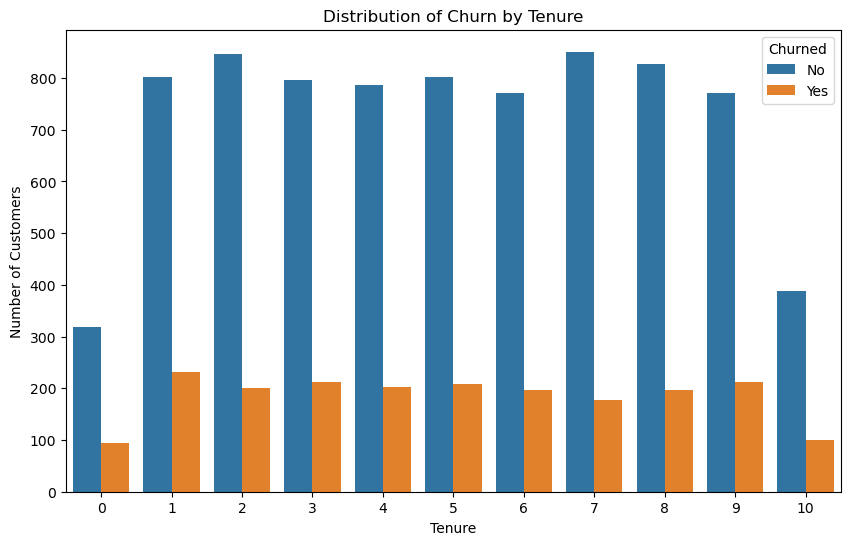 Distribution of Churn by Tenure
Churned
No
Yes
Number of Customers
800
700
600
500
400
300
200
100
0
0 1 2 3 4 5 6 7 8 9 10
Tenure